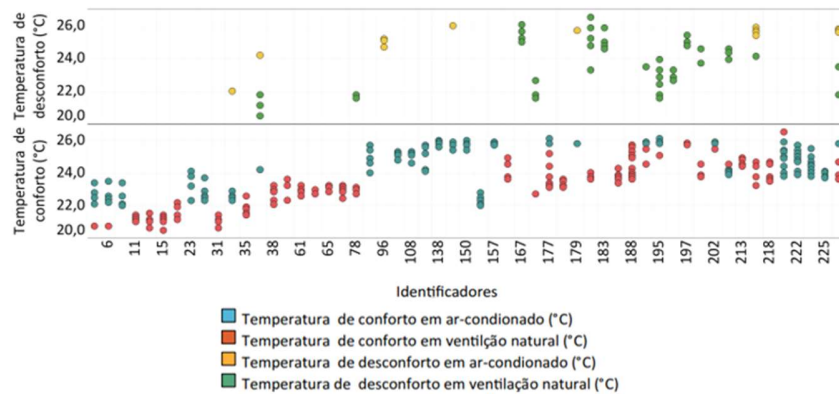 Temperatura de
desconforto (°C)
26,0
24,0
22,0
20,0
Temperatura de
conforto (°C)
26,0
24,0
22,0
20,0
6 11 15 23 31 35 38 61 65 78 96 108 138 150 157 167 177 179 183 188 195 197 202 213 218 222 225
Identificadores
Temperatura de conforto em ar-condionado (°C)
Temperatura de conforto em ventilção natural (°C)
Temperatura de desconforto em ar-condionado (°C)
Temperatura de desconforto em ventilação natural (°C)